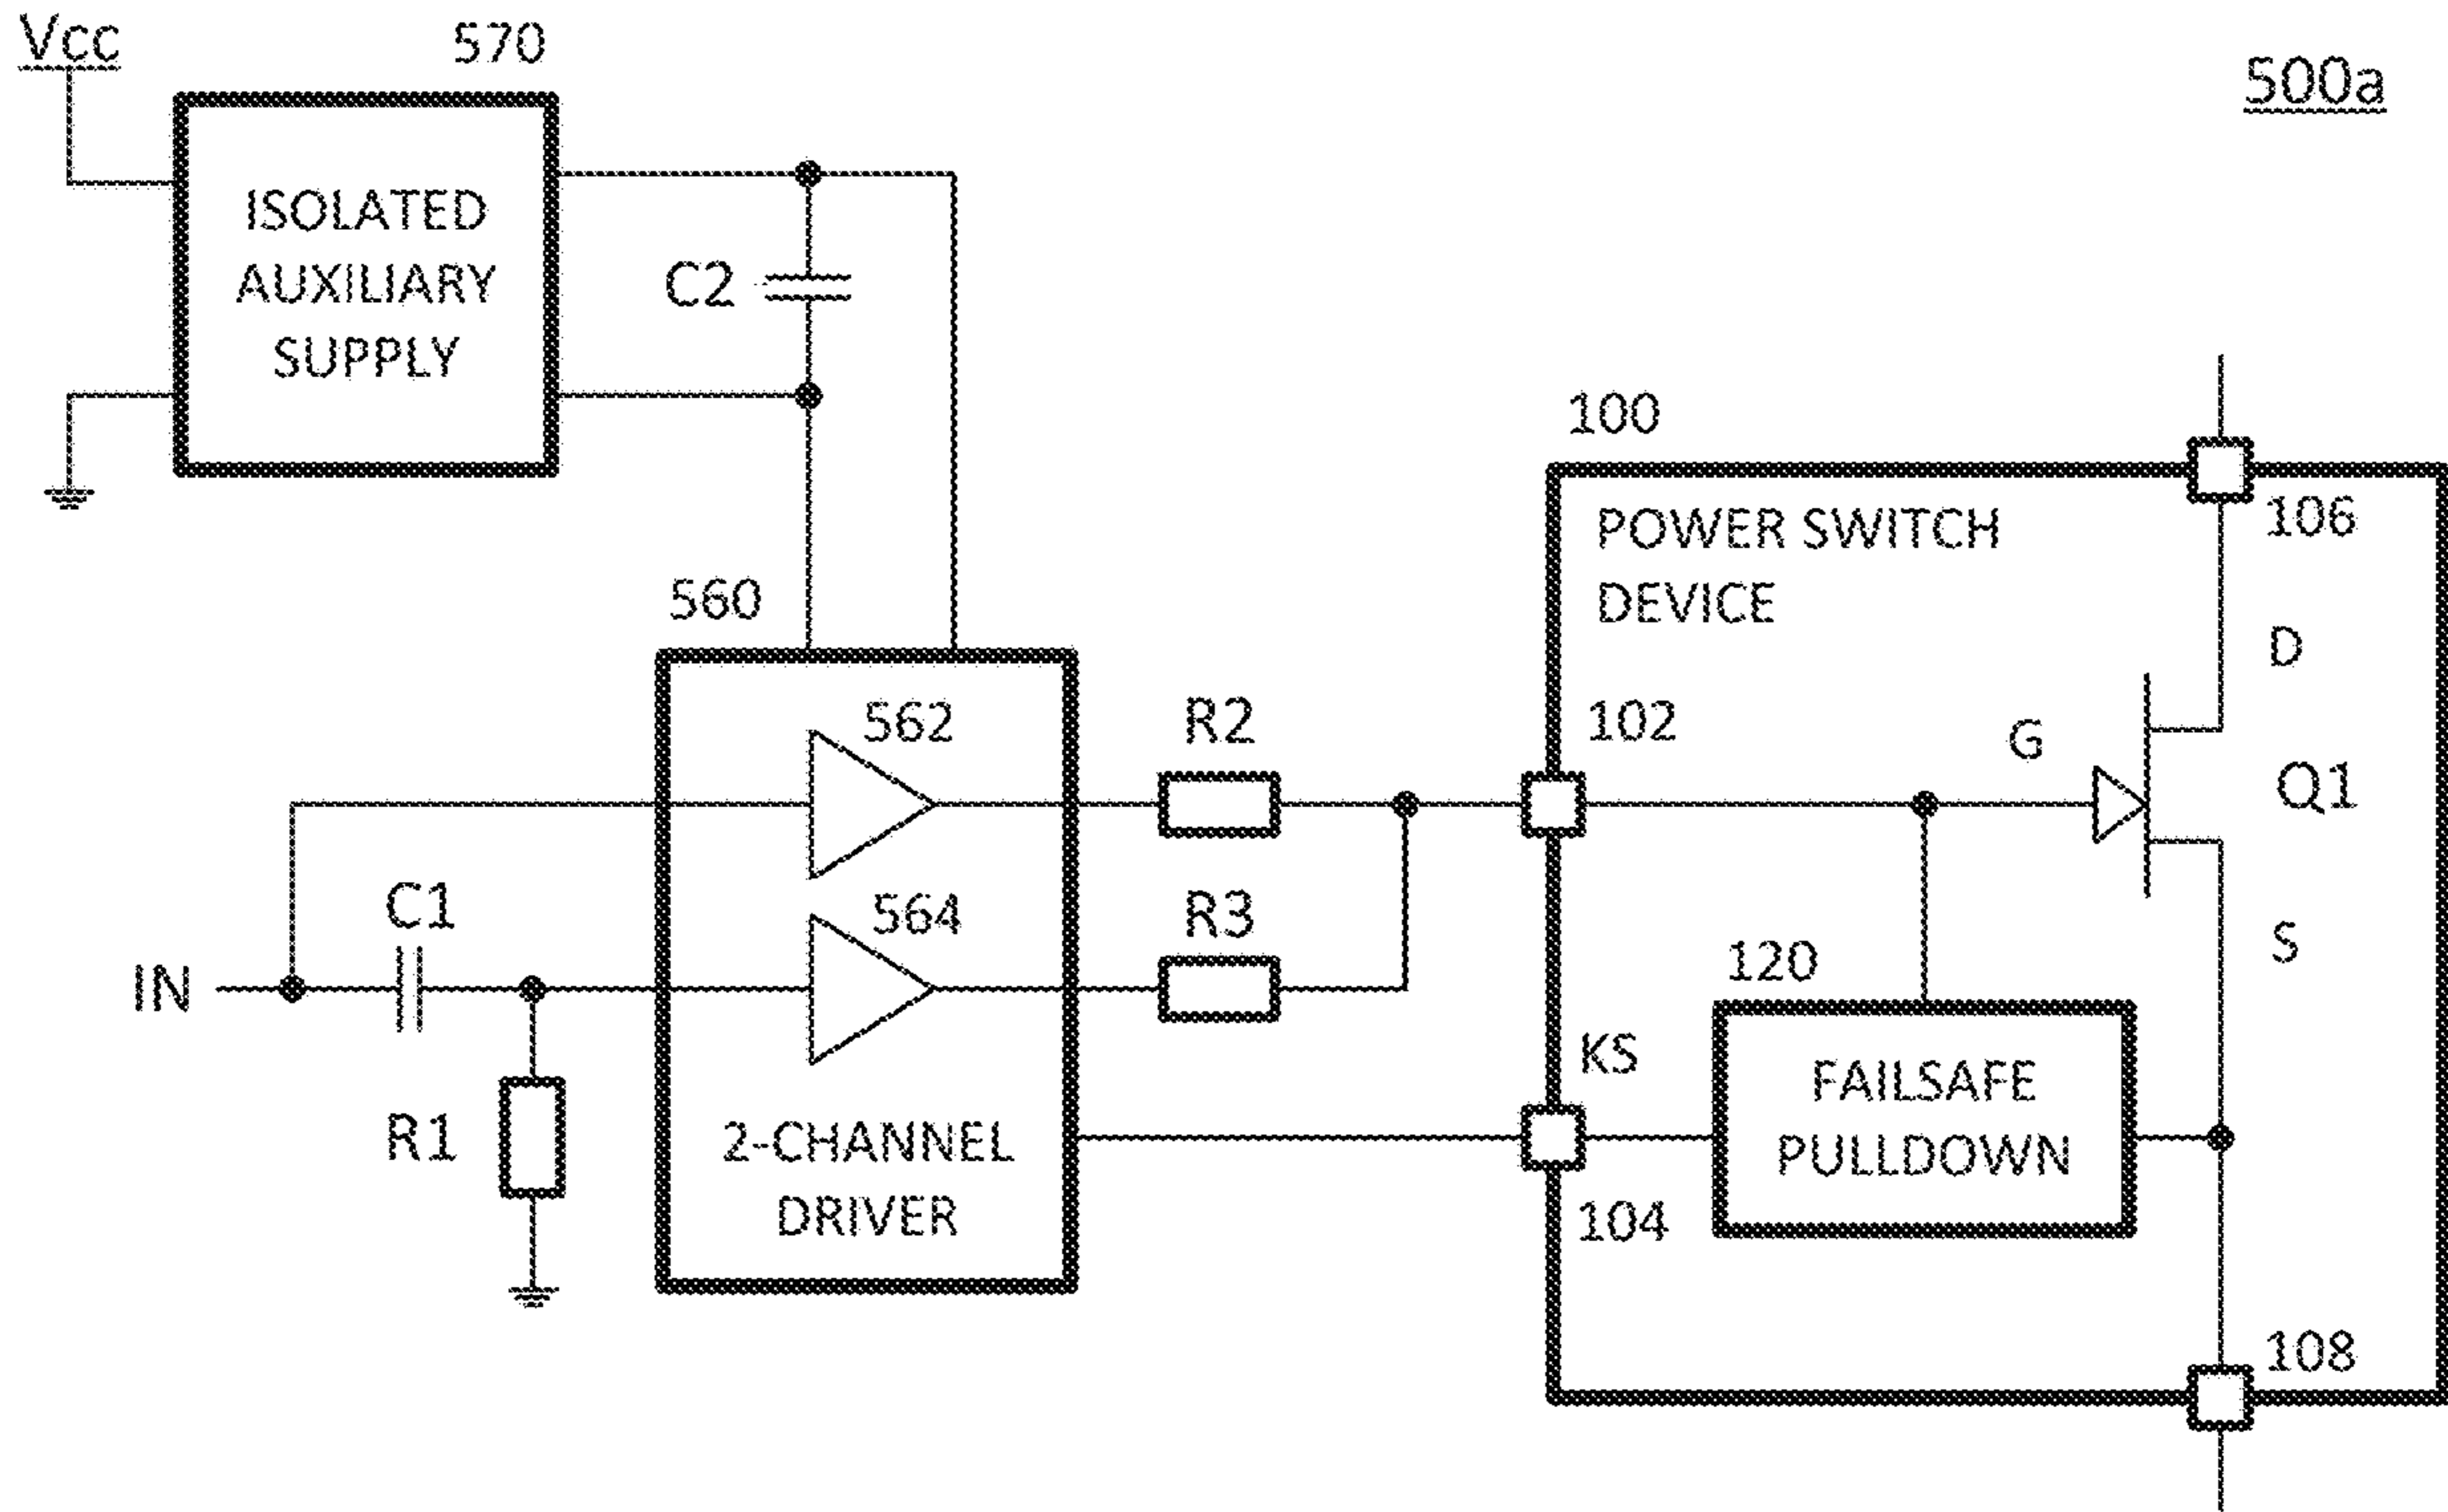 Vcc
570
500a
ISOLATED
AUXILIARY
SUPPLY
C2
100
106
POWER SWITCH
DEVICE
560
D
562
R2
102
G
Q1
C1
564
R3
S
120
IN
KS
FAILSAFE
PULLDOWN
R1
2-CHANNEL
DRIVER
104
108